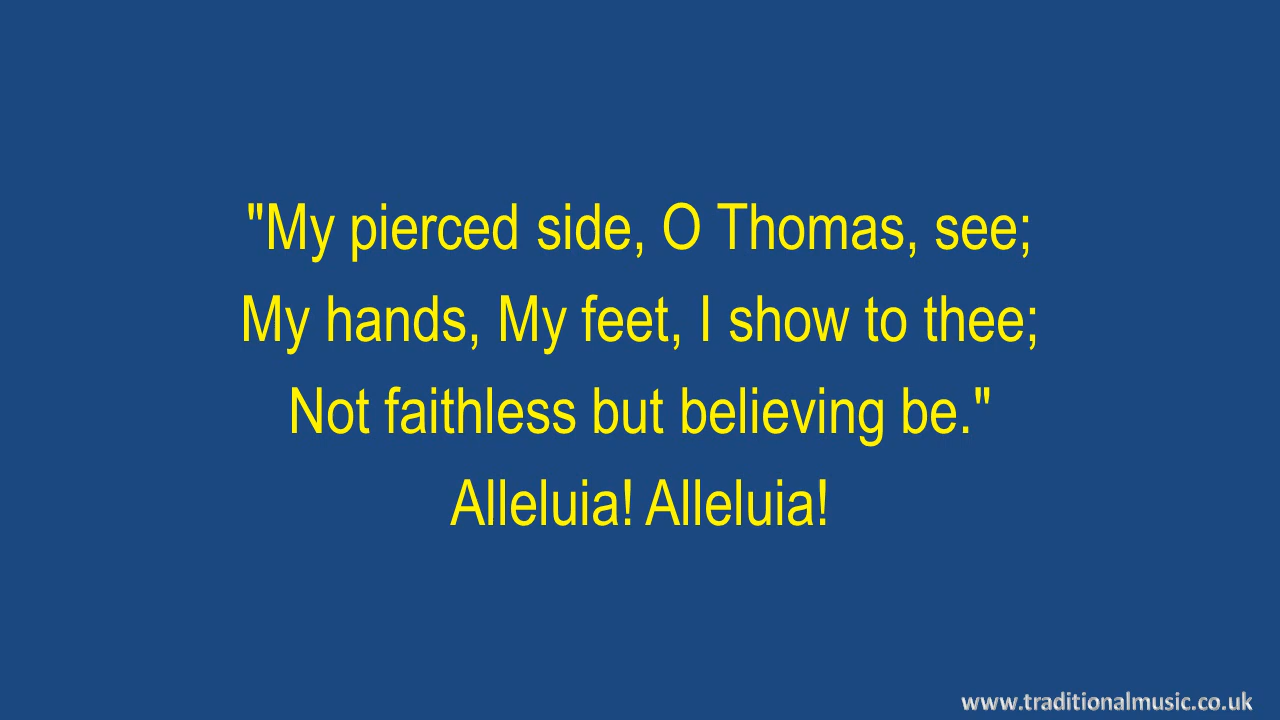 "My pierced side, O Thomas, see;
My hands, My feet, I show to thee;
Not faithless but believing be."
Alleluia! Alleluia!
www.traditionalmusic.co.uk